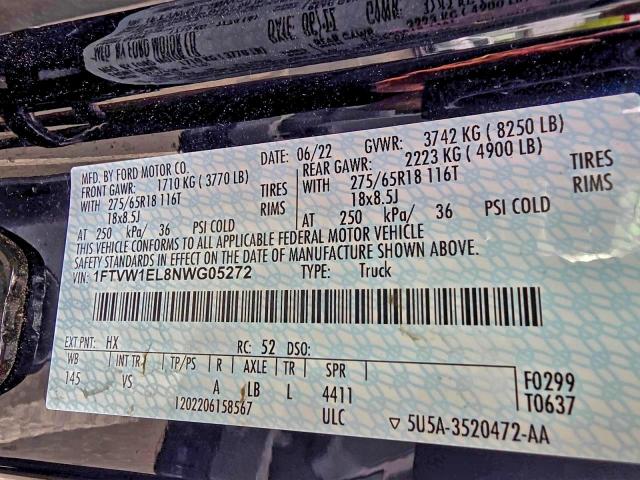 MFD. BY FORD MOTOR CO.
DATE: 06/22 GVWR: 3742 KG ( 8250 LB)
FRONT GAWR: 1710 KG ( 3770 LB) REAR GAWR: 2223 KG ( 4900 LB)
WITH 275/65R18 116T TIRES WITH 275/65R18 116T TIRES
18x8.5J RIMS 18x8.5J RIMS
AT 250 kPa/ 36 PSI COLD AT 250 kPa/ 36 PSI COLD
THIS VEHICLE CONFORMS TO ALL APPLICABLE FEDERAL MOTOR VEHICLE
SAFETY STANDARDS IN EFFECT ON THE DATE OF MANUFACTURE SHOWN ABOVE.
VIN: 1FTVW1EL8NWG05272 TYPE: Truck
EXT PNT: HX RC: 52 DSO:
WB INT TR TP/PS R AXLE TR SPR
145 VS A LB L 4411
1202206158567 ULC
F0299
T0637
▽ 5U5A-3520472-AA